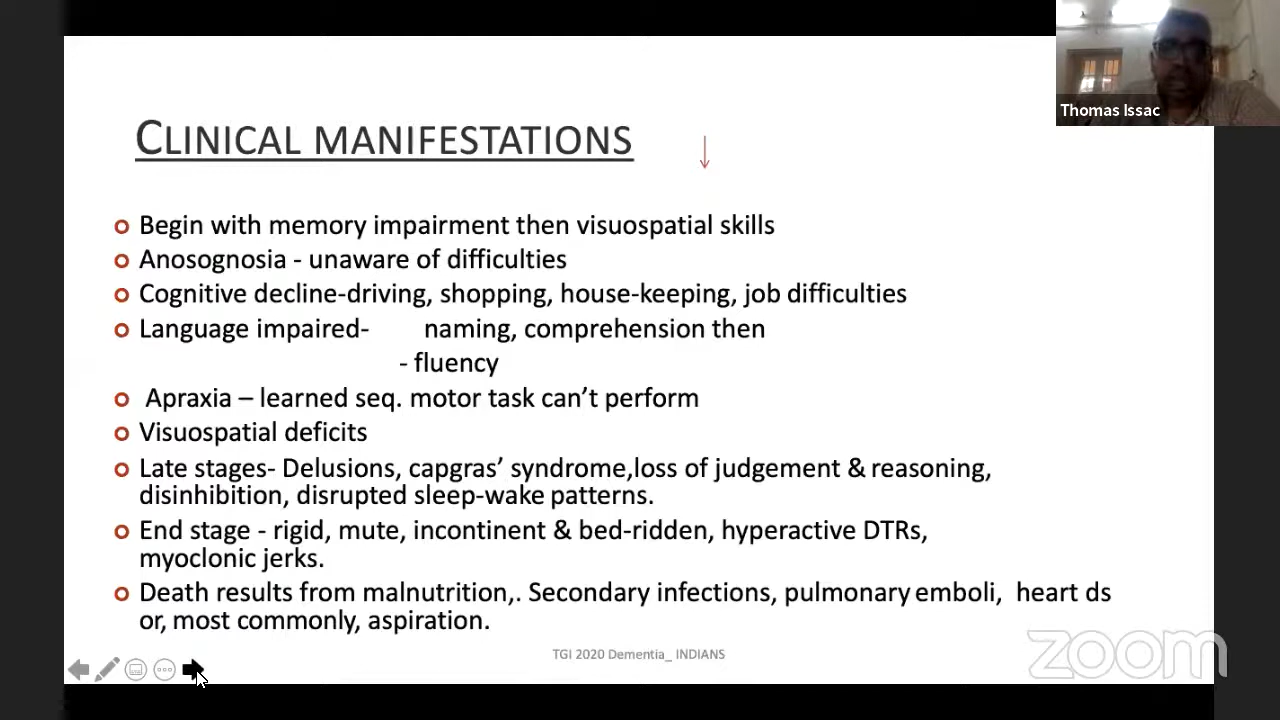 Thomas Issac
CLINICAL MANIFESTATIONS
Begin with memory impairment then visuospatial skills
Anosognosia - unaware of difficulties
Cognitive decline-driving, shopping, house-keeping, job difficulties
Language impaired- naming, comprehension then
- fluency
Apraxia – learned seq. motor task can’t perform
Visuospatial deficits
Late stages- Delusions, capgras’ syndrome,loss of judgement & reasoning,
disinhibition, disrupted sleep-wake patterns.
End stage - rigid, mute, incontinent & bed-ridden, hyperactive DTRs,
myoclonic jerks.
Death results from malnutrition,. Secondary infections, pulmonary emboli, heart ds
or, most commonly, aspiration.
TGI 2020 Dementia_ INDIANS
zoom